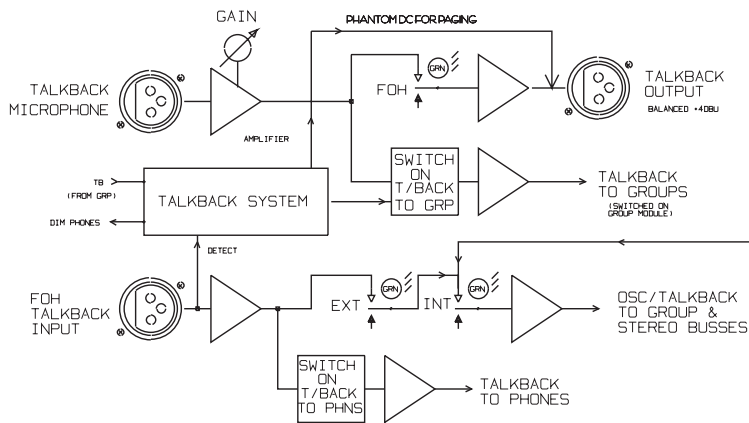 GAIN
PHANTOM DC FOR PAGING
TALKBACK
MICROPHONE
AMPLIFIER
FOH
GRN
TALKBACK
OUTPUT
BALANCED +4DBU
TB
(FROM GRP)
DIM PHONES
TALKBACK SYSTEM
SWITCH
ON
T/BACK
TO GRP
TALKBACK
TO GROUPS
(SWITCHED ON
GROUP MODULE)
DETECT
FOH
TALKBACK
INPUT
EXT
GRN
INT
GRN
OSC/TALKBACK
TO GROUP &
STEREO BUSSES
SWITCH
ON
T/BACK
TO PHNS
TALKBACK
TO PHONES